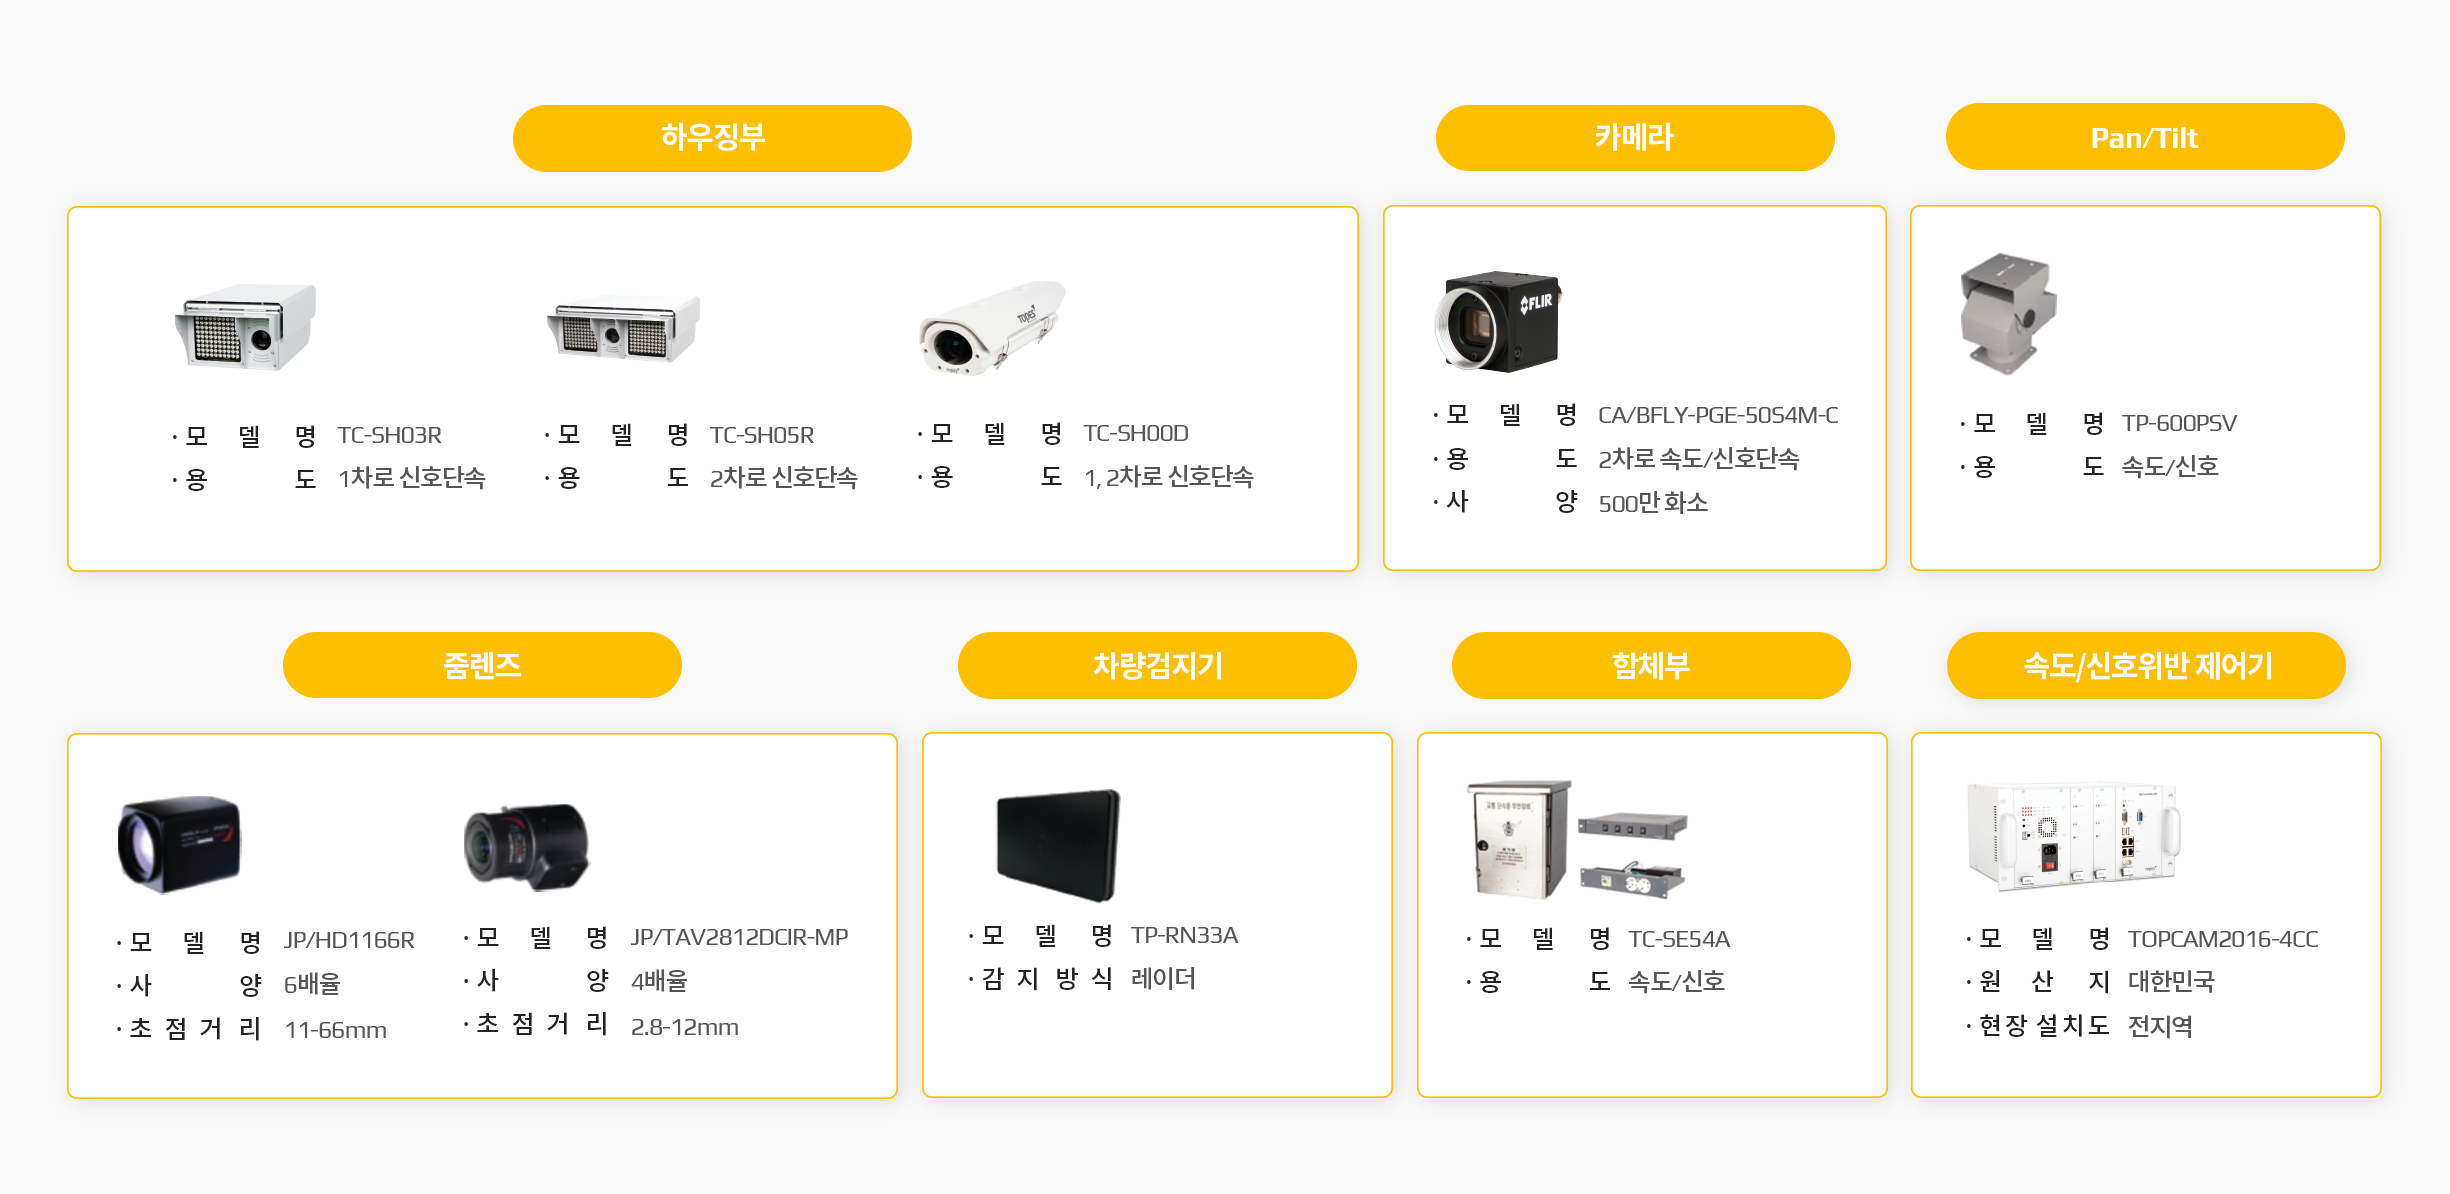 하우징부
카메라
Pan/Tilt
TOPES
FLIR
· 모 델 명 TC-SH03R
· 용 도 1차로 신호단속
· 모 델 명 TC-SH05R
· 용 도 2차로 신호단속
· 모 델 명 TC-SH00D
· 용 도 1, 2차로 신호단속
· 모 델 명 CA/BFLY-PGE-50S4M-C
· 용 도 2차로 속도/신호단속
· 사 양 500만 화소
· 모 델 명 TP-600PSV
· 용 도 속도/신호
줌렌즈
차량검지기
함체부
속도/신호위반 제어기
· 모 델 명 JP/HD1166R
· 사 양 6배율
· 초 점 거 리 11-66mm
· 모 델 명 JP/TAV2812DCIR-MP
· 사 양 4배율
· 초 점 거 리 2.8-12mm
· 모 델 명 TP-RN33A
· 감 지 방 식 레이더
· 모 델 명 TC-SE54A
· 용 도 속도/신호
· 모 델 명 TOPCAM2016-4CC
· 원 산 지 대한민국
· 현장 설치도 전지역